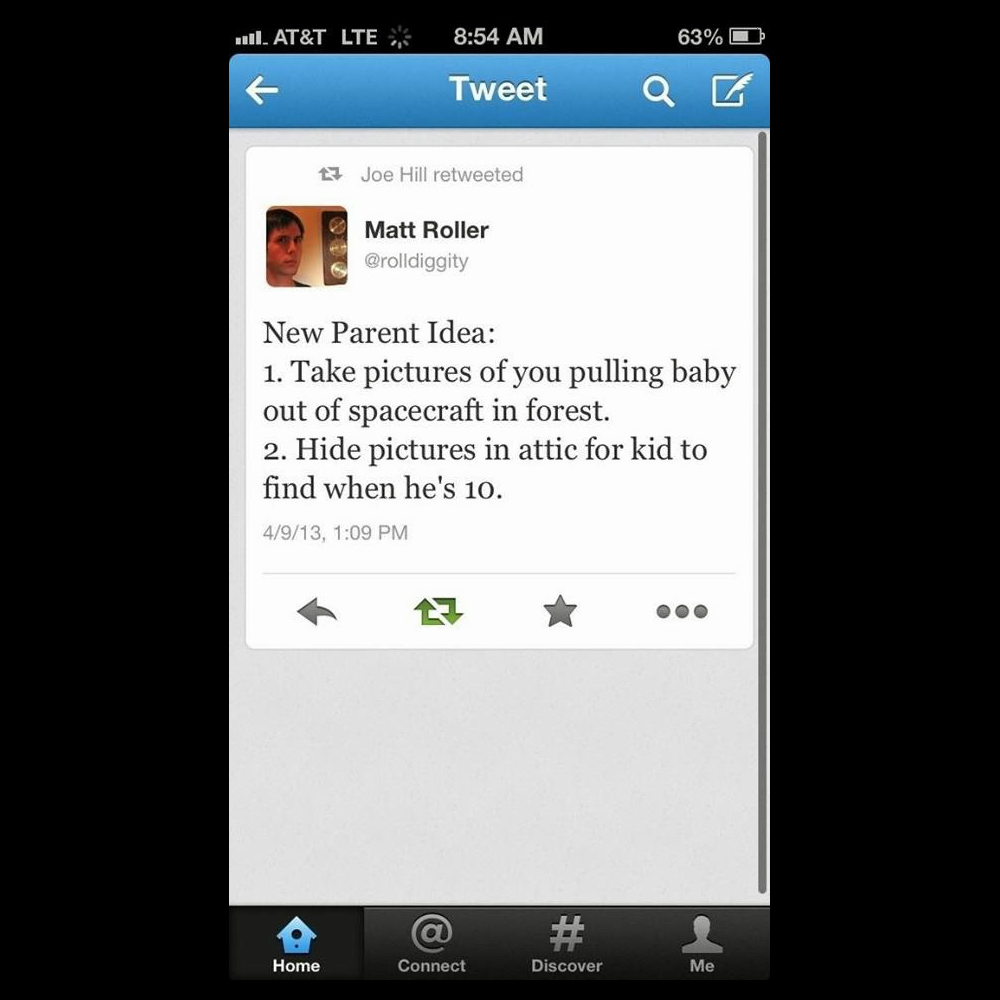 AT&T LTE 8:54 AM 63%
Tweet
Joe Hill retweeted
Matt Roller
@rolldiggity
New Parent Idea:
1. Take pictures of you pulling baby
out of spacecraft in forest.
2. Hide pictures in attic for kid to
find when he's 10.
4/9/13, 1:09 PM
Home Connect Discover Me